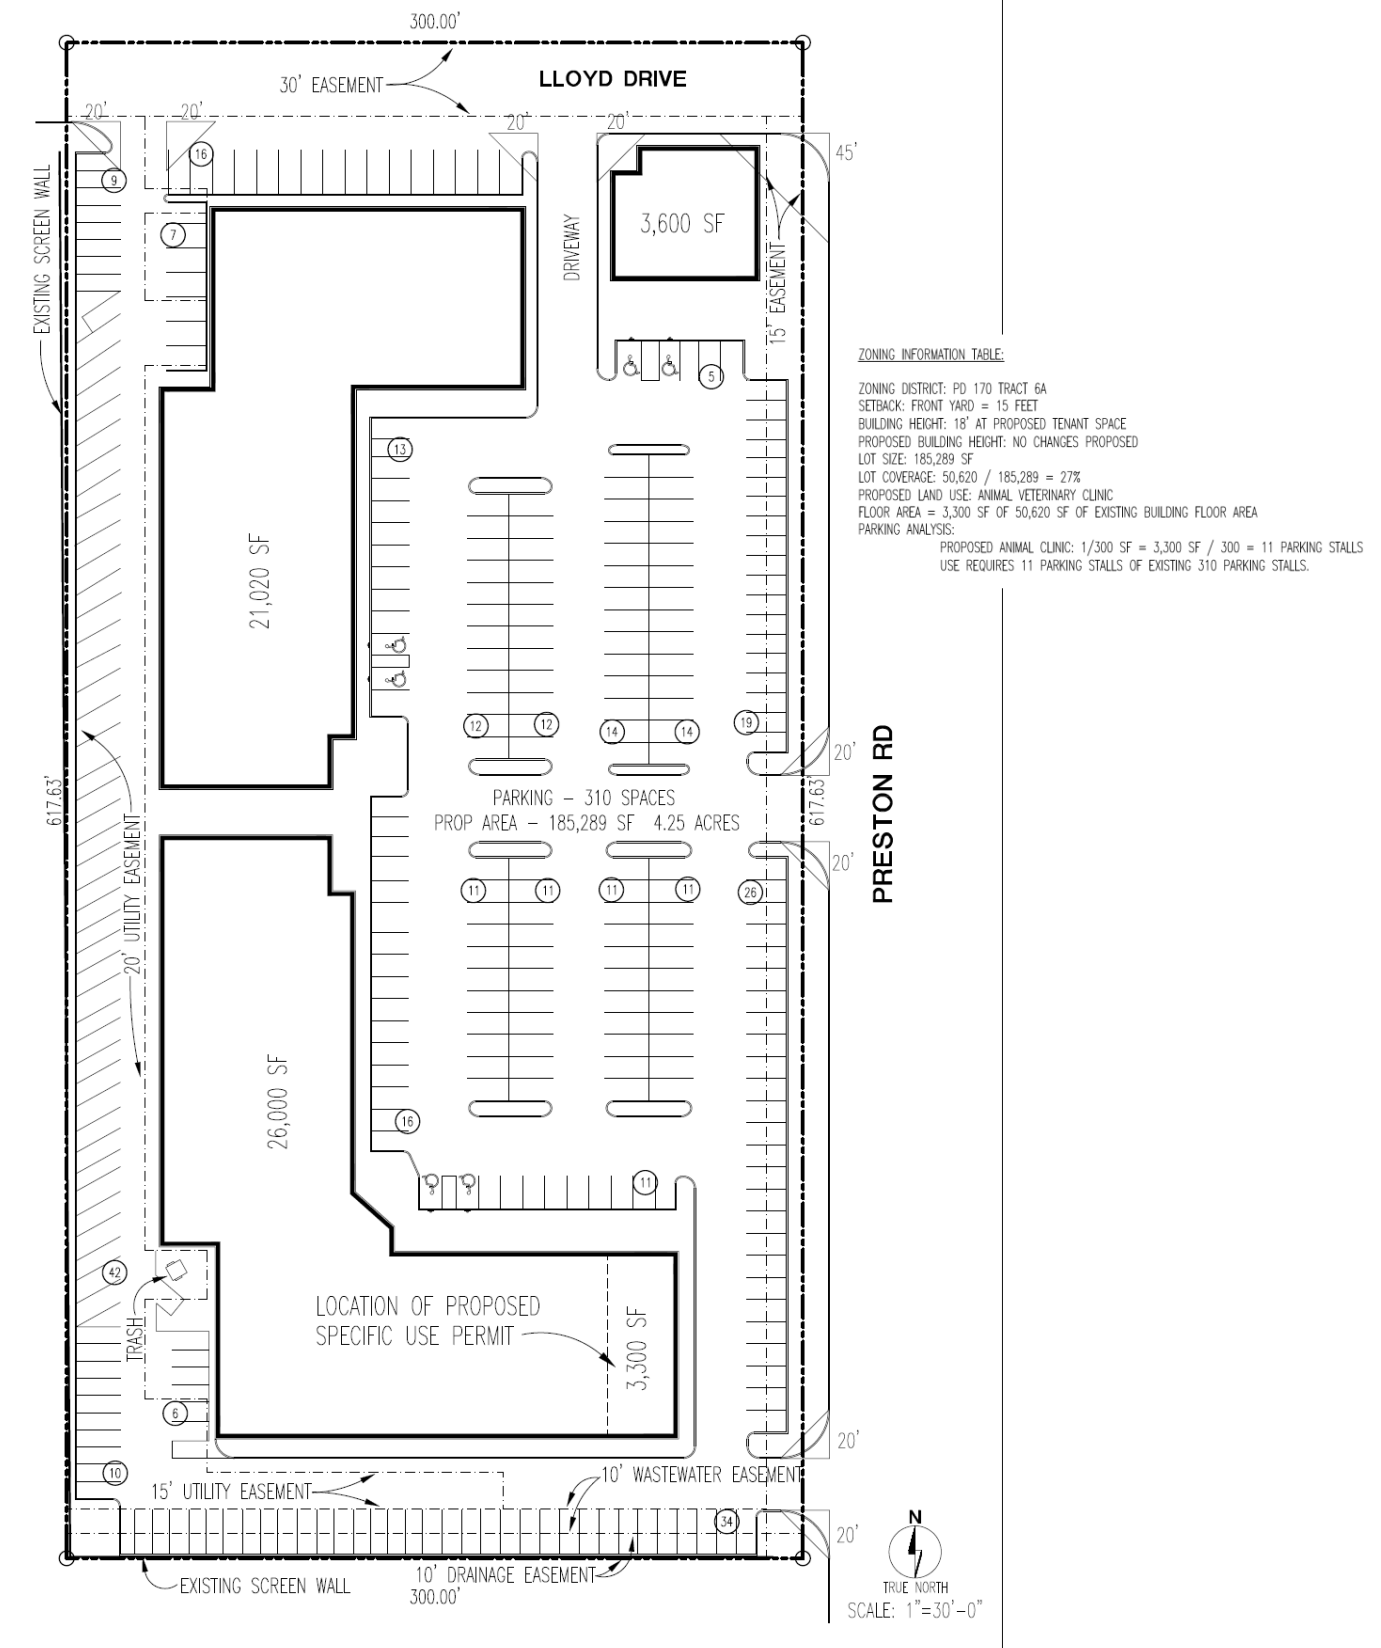 300.00'
30' EASEMENT
LLOYD DRIVE
20'
20'
20'
20'
45'
16
9
7
EXISTING SCREEN WALL
DRIVEWAY
3,600 SF
15' EASEMENT
5
ZONING INFORMATION TABLE:
ZONING DISTRICT: PD 170 TRACT 6A
SETBACK: FRONT YARD = 15 FEET
BUILDING HEIGHT: 18' AT PROPOSED TENANT SPACE
PROPOSED BUILDING HEIGHT: NO CHANGES PROPOSED
LOT SIZE: 185,289 SF
LOT COVERAGE: 50,620 / 185,289 = 27%
PROPOSED LAND USE: ANIMAL VETERINARY CLINIC
FLOOR AREA = 3,300 SF OF 50,620 SF OF EXISTING BUILDING FLOOR AREA
PARKING ANALYSIS:
PROPOSED ANIMAL CLINIC: 1/300 SF = 3,300 SF / 300 = 11 PARKING STALLS
USE REQUIRES 11 PARKING STALLS OF EXISTING 310 PARKING STALLS.
13
21,020 SF
12
12
14
14
19
20'
617.63'
617.63'
PRESTON RD
PARKING – 310 SPACES
PROP AREA – 185,289 SF 4.25 ACRES
20'
11
11
11
11
26
20' UTILITY EASEMENT
26,000 SF
16
11
42
TRASH
LOCATION OF PROPOSED
SPECIFIC USE PERMIT
3,300 SF
6
20'
10
15' UTILITY EASEMENT
10' WASTEWATER EASEMENT
34
20'
N
EXISTING SCREEN WALL
10' DRAINAGE EASEMENT
300.00'
TRUE NORTH
SCALE: 1"=30'-0"